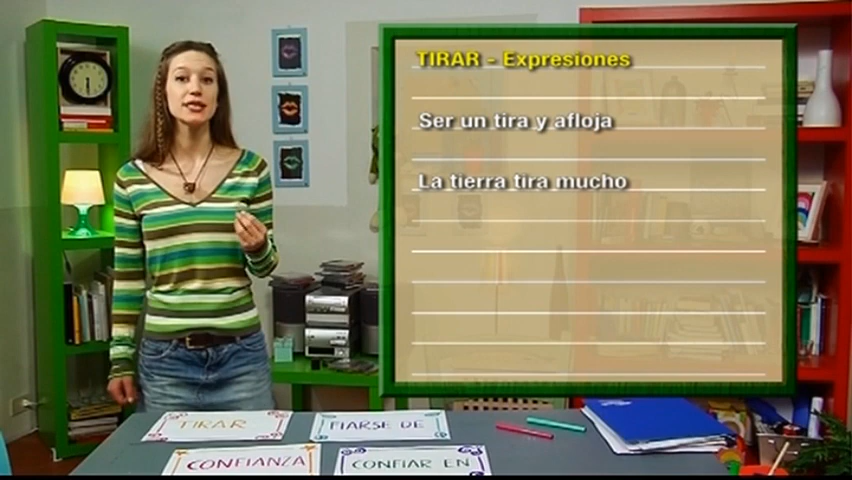 TIRAR - Expresiones
Ser un tira y afloja
La tierra tira mucho
TIRAR
FIARSE DE
CONFIANZA
CONFIAR EN